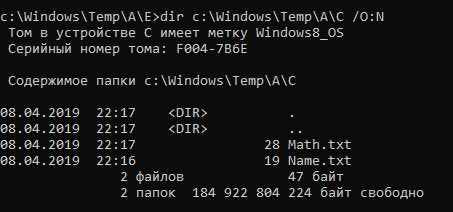 c:\Windows\Temp\A\E>dir c:\Windows\Temp\A\C /O:N
Том в устройстве C имеет метку Windows8_OS
Серийный номер тома: F004-7B6E
Содержимое папки c:\Windows\Temp\A\C
08.04.2019 22:17 <DIR> .
08.04.2019 22:17 <DIR> ..
08.04.2019 22:17 28 Math.txt
08.04.2019 22:16 19 Name.txt
2 файлов 47 байт
2 папок 184 922 804 224 байт свободно